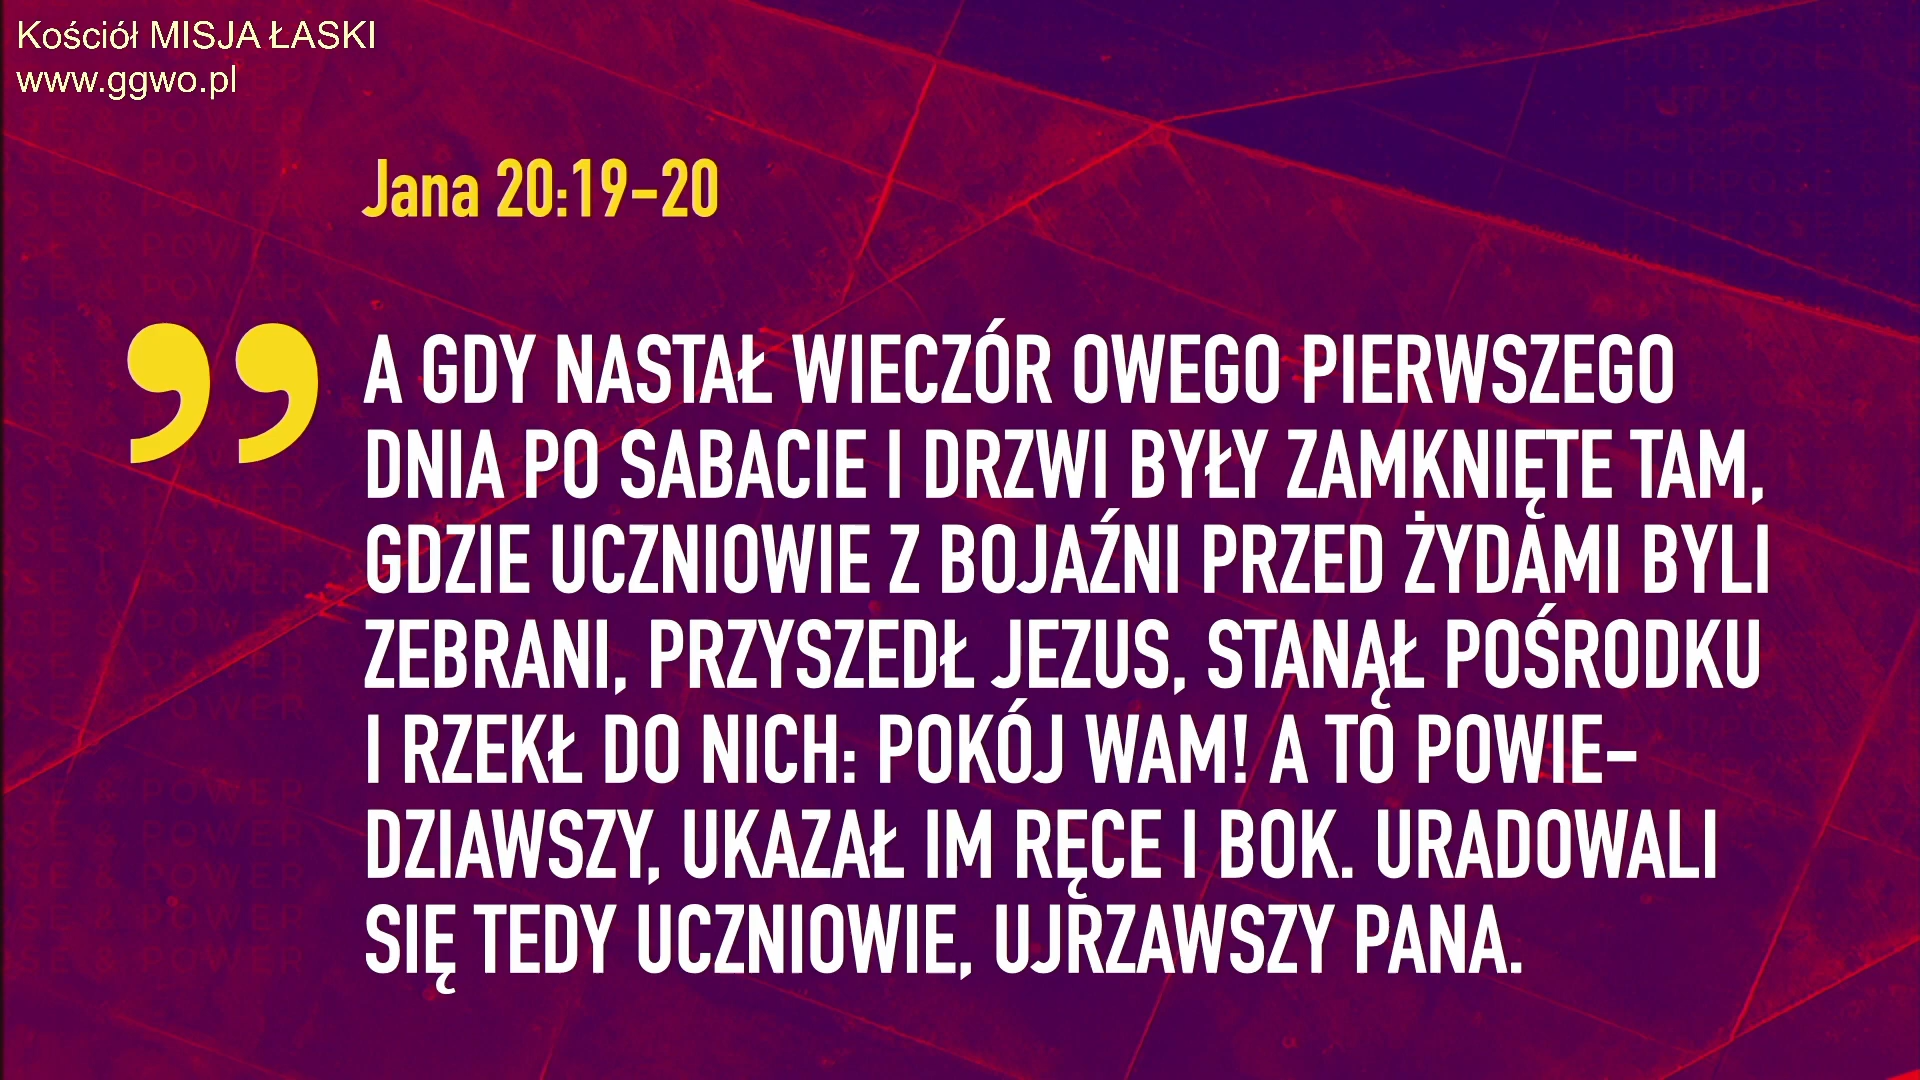 Kościół MISJA ŁASKI
www.ggwo.pl
Jana 20:19-20
”
A GDY NASTAŁ WIECZÓR OWEGO PIERWSZEGO
DNIA PO SABACIE I DRZWI BYŁY ZAMKNIĘTE TAM,
GDZIE UCZNIOWIE Z BOJAŹNI PRZED ŻYDAMI BYLI
ZEBRANI, PRZYSZEDŁ JEZUS, STANĄŁ POŚRODKU
I RZEKŁ DO NICH: POKÓJ WAM! A TO POWIE-
DZIAWSZY, UKAZAŁ IM RĘCE I BOK. URADOWALI
SIĘ TEDY UCZNIOWIE, UJRZAWSZY PANA.